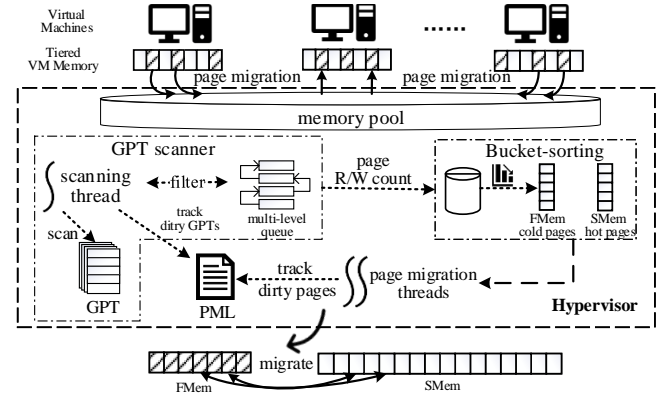 Virtual
Machines
Tiered
VM Memory
page migration
page migration
memory pool
GPT scanner
scanning
thread
filter
multi-level
queue
scan
track
ditry GPTs
GPT
page
R/W count
Bucket-sorting
FMem
cold pages
SMem
hot pages
PML
track
dirty pages
page migration
threads
Hypervisor
migrate
FMem
SMem